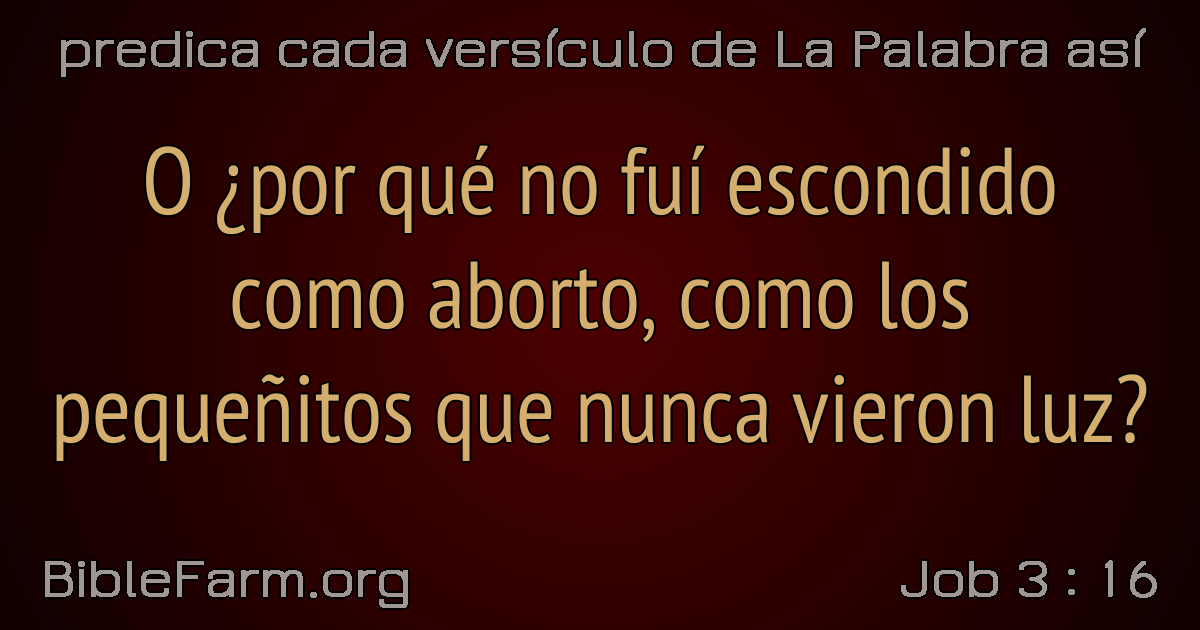 predica cada versículo de La Palabra así
O ¿por qué no fuí escondido
como aborto, como los
pequeñitos que nunca vieron luz?
BibleFarm.org
Job 3 : 16